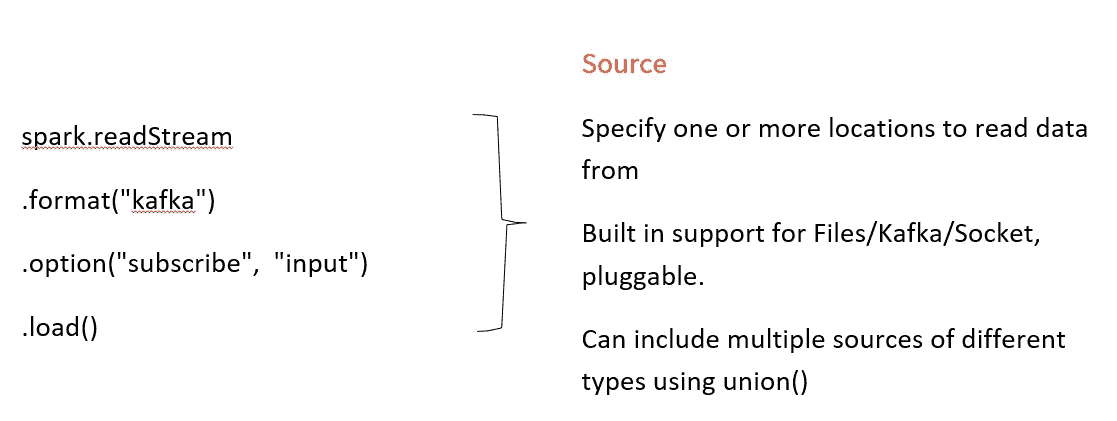 spark.readStream
.format("kafka")
.option("subscribe", "input")
.load()
Source
Specify one or more locations to read data
from
Built in support for Files/Kafka/Socket,
pluggable.
Can include multiple sources of different
types using union()